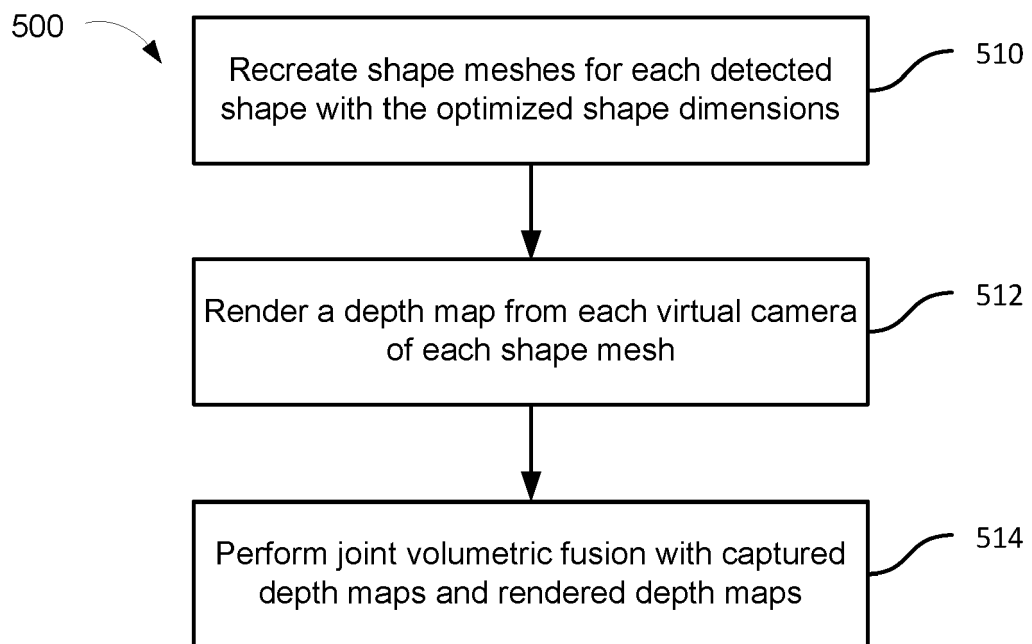 500
Recreate shape meshes for each detected
shape with the optimized shape dimensions
510
Render a depth map from each virtual camera
of each shape mesh
512
Perform joint volumetric fusion with captured
depth maps and rendered depth maps
514